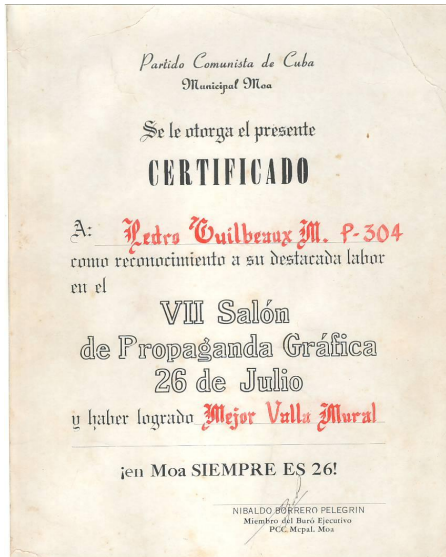 Partido Comunista de Cuba
Municipal Moa
Se le otorga el presente
CERTIFICADO
A: Pedro Guilbeaux M. P-304
como reconocimiento a su destacada labor
en el
VII Salón
de Propaganda Gráfica
26 de Julio
y haber logrado Mejor Valla Mural
¡en Moa SIEMPRE ES 26!
NIBALDO BORRERO PELEGRIN
Miembro del Buró Ejecutivo
PCC. Mcpal. Moa